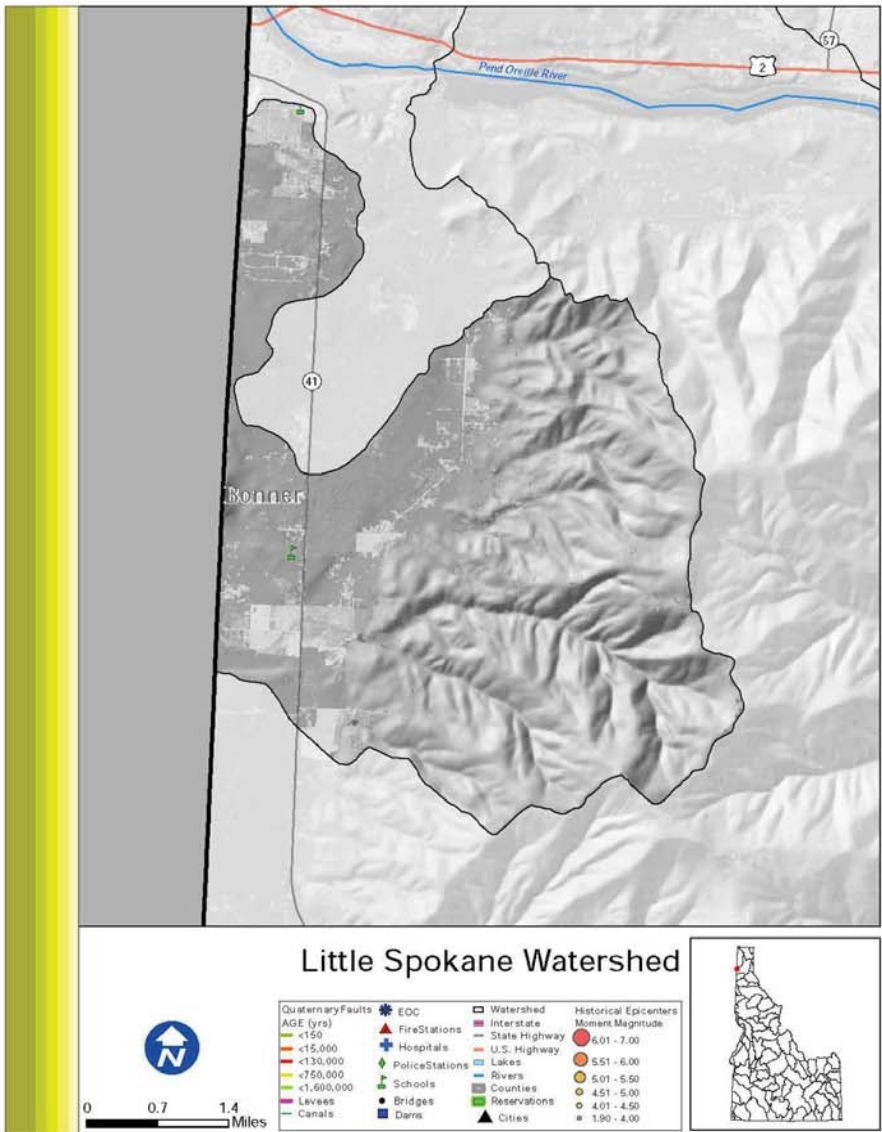 57
2
Pend Oreille River
41
Bonner
Little Spokane Watershed
N
0 0.7 1.4
Miles
Quaternary Faults
AGE (yrs)
<150
<15,000
<130,000
<750,000
<1,600,000
Levees
Canals
EOC
FireStations
Hospitals
PoliceStations
Schools
Bridges
Dams
Watershed
Interstate
State Highway
U.S. Highway
Lakes
Rivers
Counties
Reservations
Cities
Historical Epicenters
Moment Magnitude
6.01 - 7.00
5.51 - 6.00
5.01 - 5.50
4.51 - 5.00
4.01 - 4.50
1.90 - 4.00